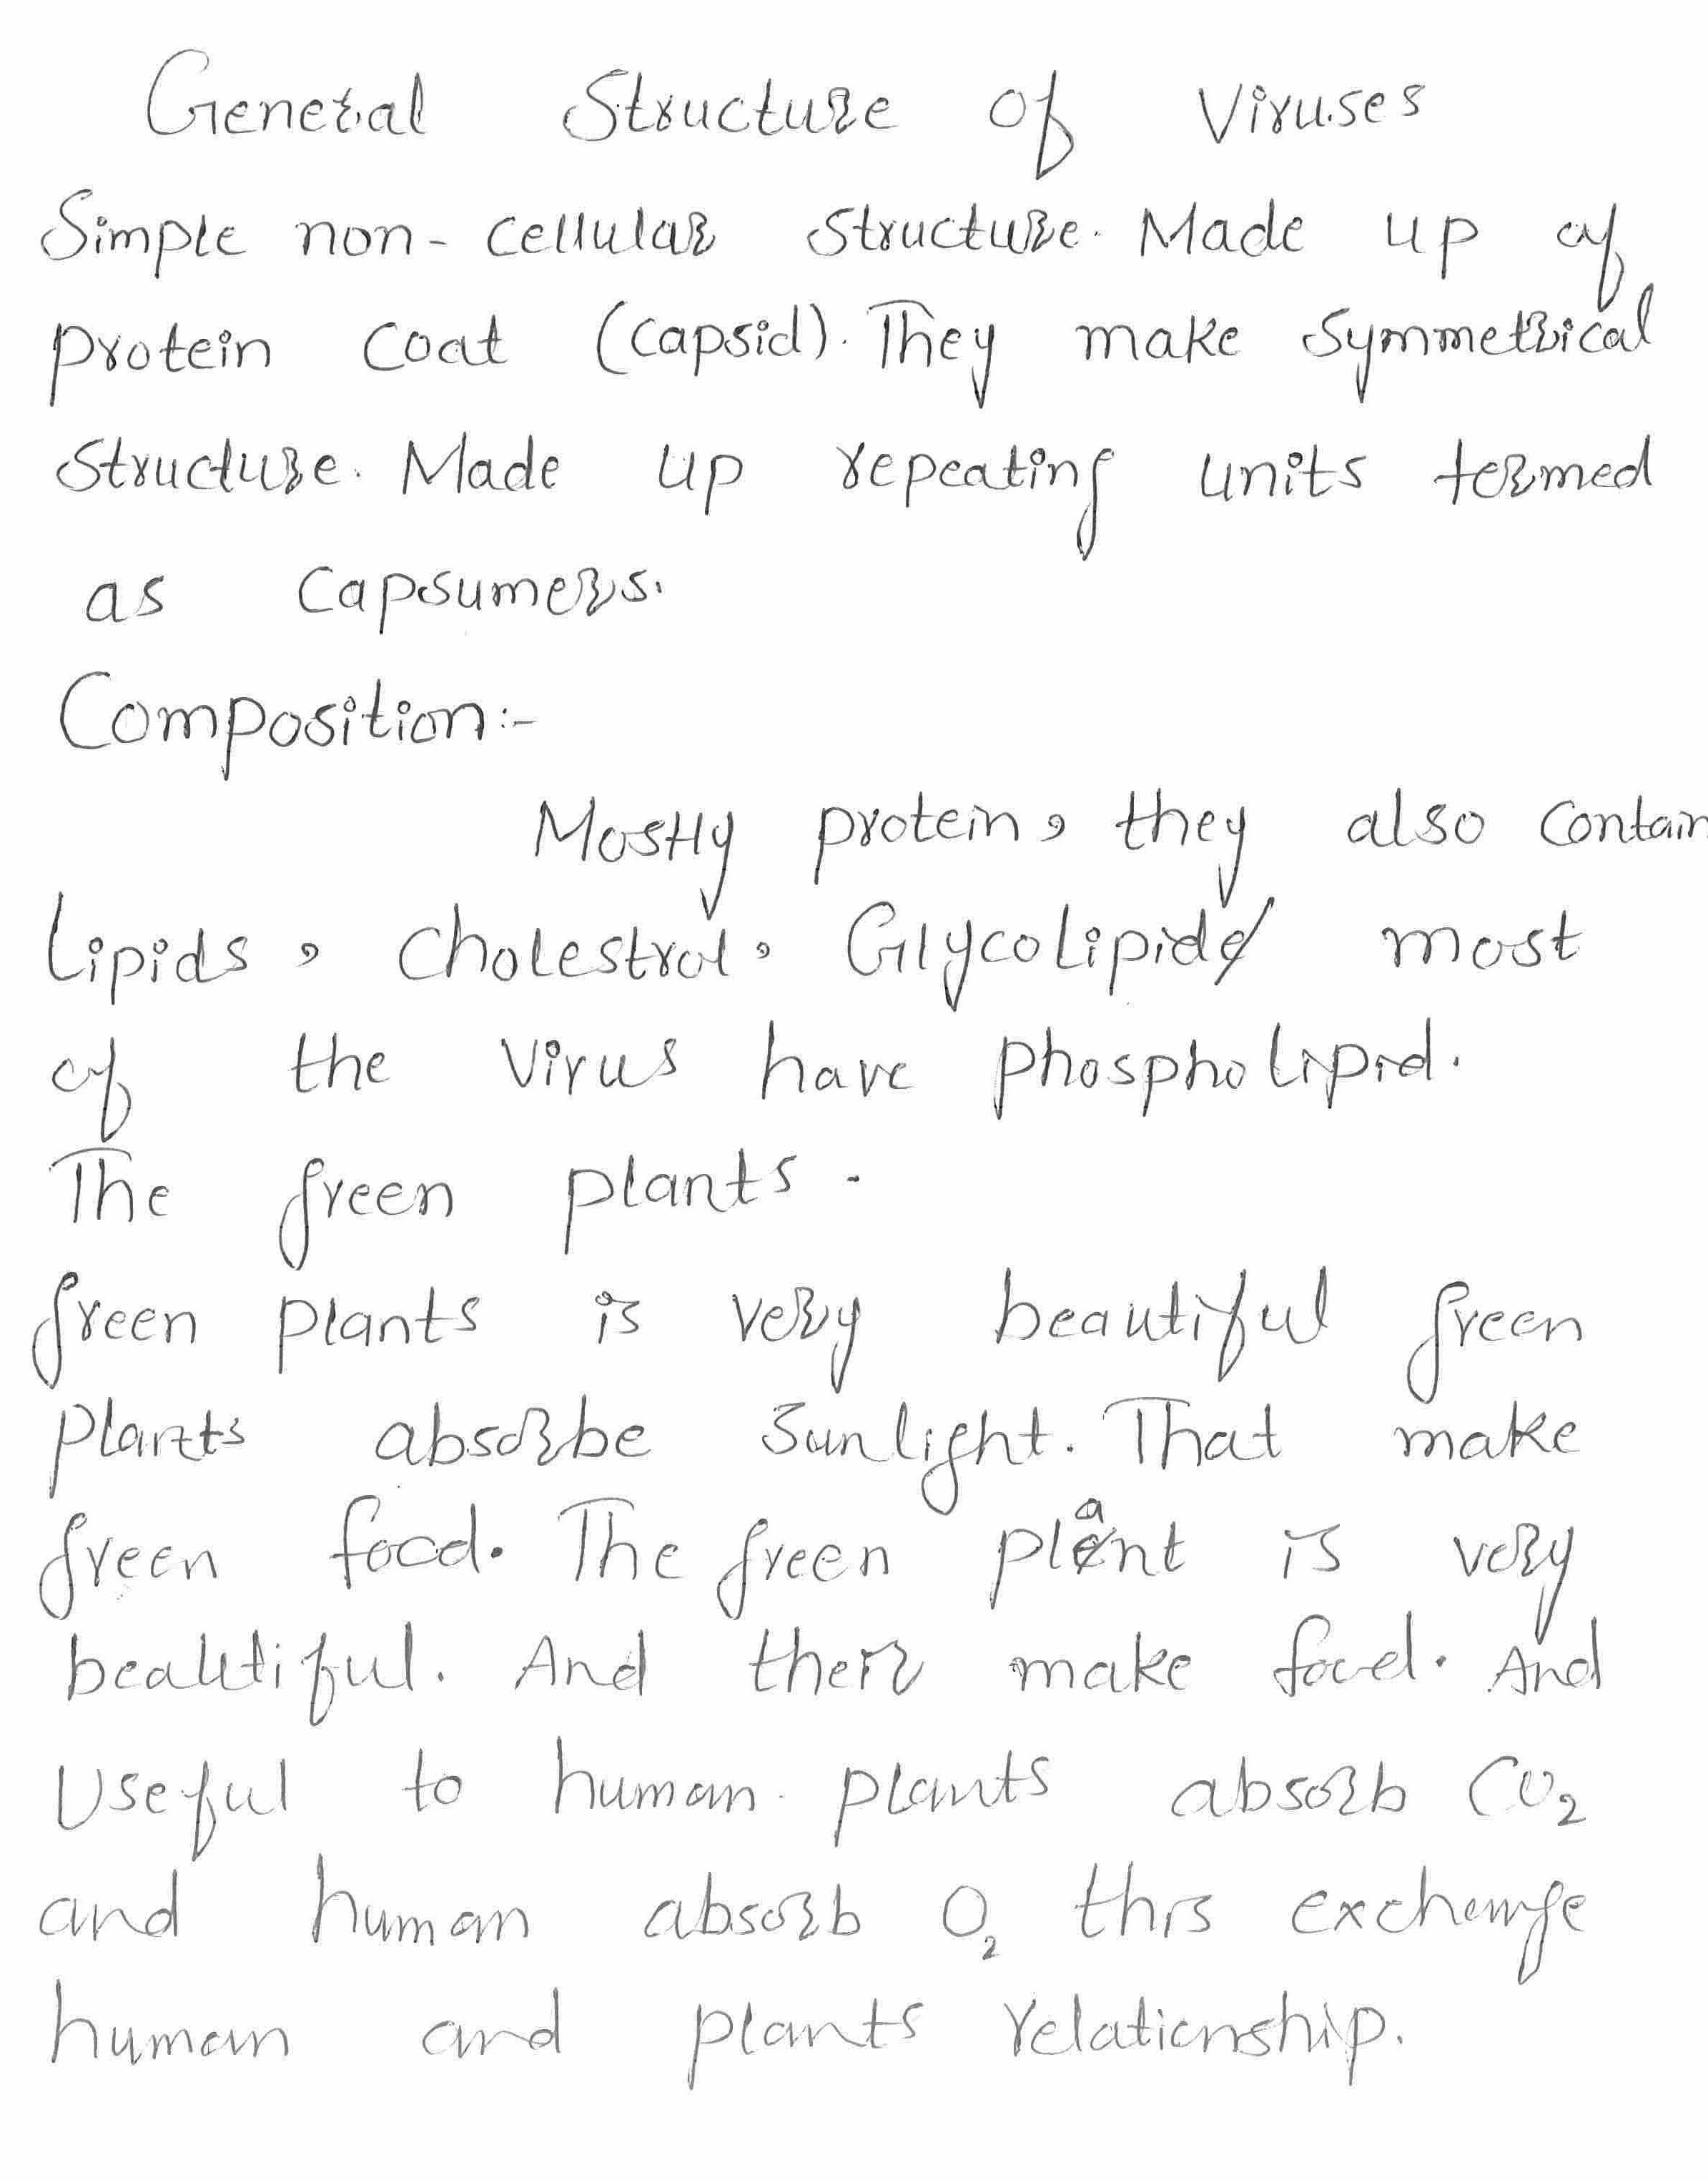 General Structure of Viruses
Simple non-cellular structure. Made up of
protein coat (capsid). They make symmetrical
structure. Made up repeating units termed
as capsumers.
Composition:-
Mostly protein, they also contain
lipids, cholestrol, Glycolipid most
of the virus have phospholipid.
The green plants.
green plants is very beautiful green
plants absorbe sunlight. That make
green food. The green plant is very
beautiful. And their make food. And
Useful to human. plants absorb CO₂
and human absorb O₂ this exchange
human and plants relationship.